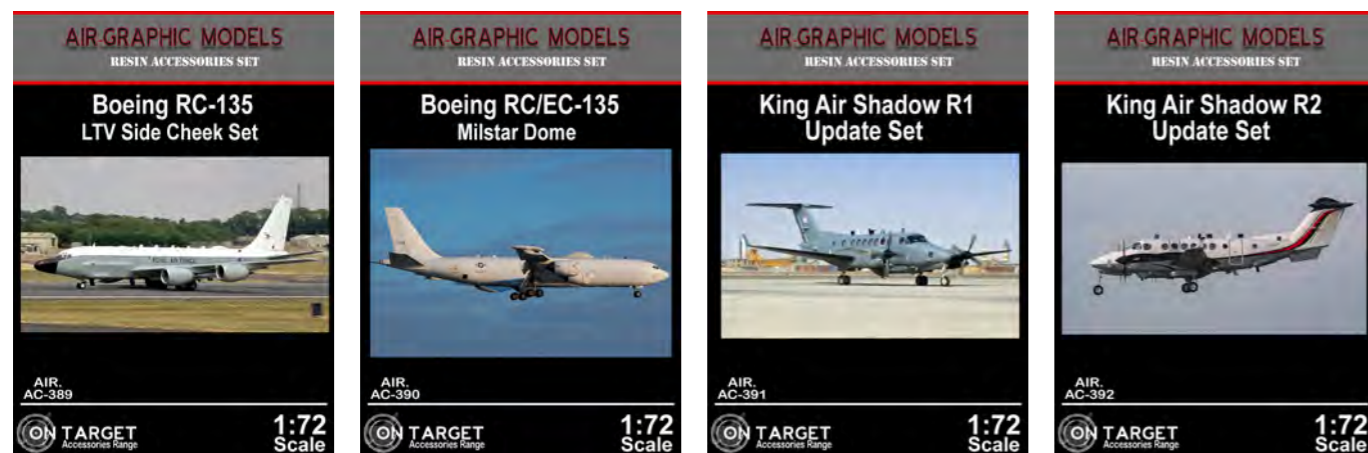 AIR-GRAPHIC MODELS
RESIN ACCESSORIES SET
Boeing RC-135
LTV Side Cheek Set
AIR.
AC-389
ON TARGET
Accessories Range
1:72
Scale
AIR-GRAPHIC MODELS
RESIN ACCESSORIES SET
Boeing RC/EC-135
Milstar Dome
AIR.
AC-390
ON TARGET
Accessories Range
1:72
Scale
AIR-GRAPHIC MODELS
RESIN ACCESSORIES SET
King Air Shadow R1
Update Set
AIR.
AC-391
ON TARGET
Accessories Range
1:72
Scale
AIR-GRAPHIC MODELS
RESIN ACCESSORIES SET
King Air Shadow R2
Update Set
AIR.
AC-392
ON TARGET
Accessories Range
1:72
Scale